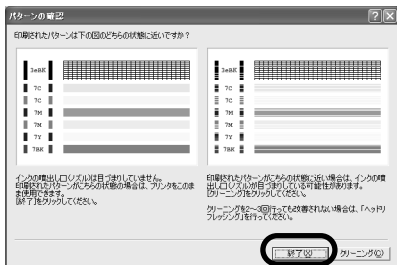 パターンの確認
印刷されたパターンは下の図のどちらの状態に近いですか？
3eBK
7C
7C
7M
7M
7Y
7BK
インクの噴出し口(ノズル)は目づまりしていません。
印刷されたパターンがこちらの状態の場合は、プリンタをこのま
ま使用できます。
[終了]をクリックしてください。
3eBK
7C
7C
7M
7M
7Y
7BK
印刷されたパターンがこちらの状態に近い場合は、インクの噴
出し口(ノズル)が目づまりしている可能性があります。
[クリーニング]をクリックしてください。
クリーニングを2～3回行っても改善されない場合は、「ヘッドリ
フレッシング」を行ってください。
終了(X)
クリーニング(C)